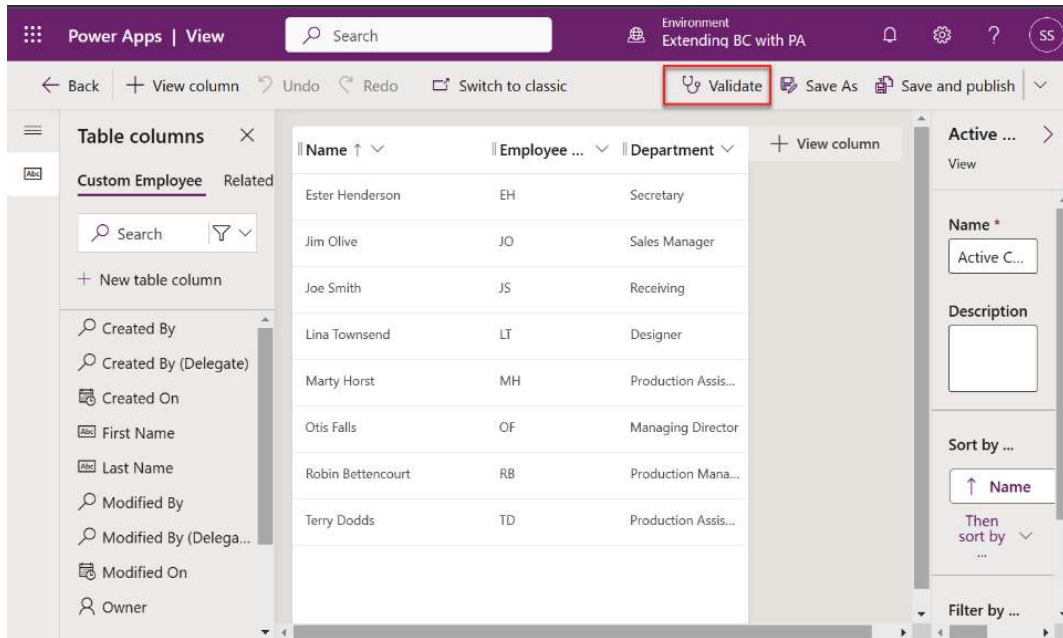 Power Apps | View
Search
Environment
Extending BC with PA
?
SS
Back
View column
Undo
Redo
Switch to classic
Validate
Save As
Save and publish
Table columns
Custom Employee
Related
Search
New table column
Abc
Created By
Created By (Delegate)
Created On
Abc First Name
Abc Last Name
Modified By
Modified By (Delega...
Modified On
Owner
Name
Employee ...
Department
View column
Ester Henderson
EH
Secretary
Jim Olive
JO
Sales Manager
Joe Smith
JS
Receiving
Lina Townsend
LT
Designer
Marty Horst
MH
Production Assis...
Otis Falls
OF
Managing Director
Robin Bettencourt
RB
Production Mana...
Terry Dodds
TD
Production Assis...
Active ...
View
Name *
Active C...
Description
Sort by ...
Name
Then
sort by
...
Filter by ...